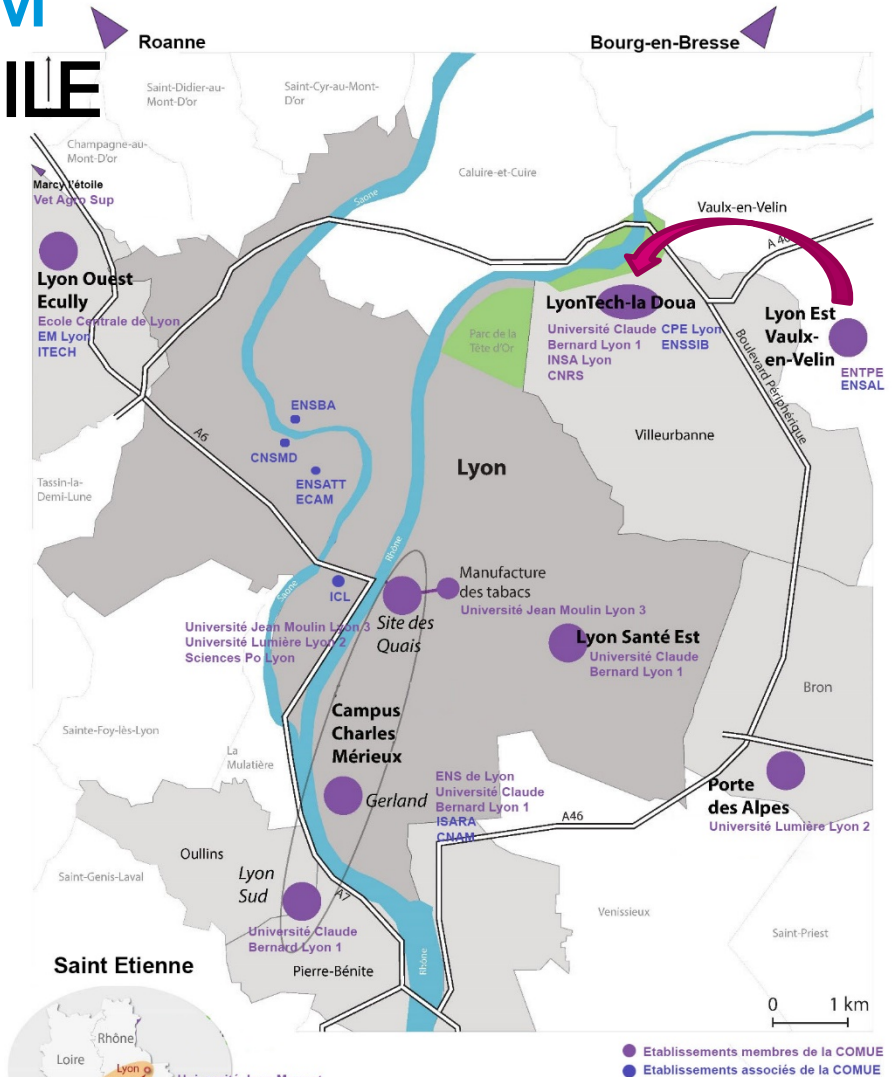 VI
Roanne
Bourg-en-Bresse
ILE
Saint-Didier-au-
Mont-D'or
Saint-Cyr-au-Mont-
D'or
Champagne-au-
Mont-D'or
Caluire-et-Cuire
Marcy l'étoile
Vet Agro Sup
Saone
Vaulx-en-Velin
A 46
Lyon Ouest
Ecully
Ecole Centrale de Lyon
EM Lyon
ITECH
LyonTech-la Doua
Université Claude
Bernard Lyon 1
INSA Lyon
CNRS
CPE Lyon
ENSSIB
Lyon Est
Vaulx-
en-Velin
ENTPE
ENSAL
Parc de la
Tête d'Or
Boulevard Périphérique
ENSBA
CNSMD
ENSATT
ECAM
A6
Villeurbanne
Lyon
Tassin-la-
Demi-Lune
Rhône
Saone
ICL
Manufacture
des tabacs
Université Jean Moulin Lyon 3
Université Jean Moulin Lyon 3
Université Lumière Lyon 2
Sciences Po Lyon
Site des
Quais
Lyon Santé Est
Université Claude
Bernard Lyon 1
Bron
Sainte-Foy-lès-Lyon
La
Mulatière
Campus
Charles
Mérieux
Gerland
ENS de Lyon
Université Claude
Bernard Lyon 1
ISARA
CNAM
A46
Porte
des Alpes
Université Lumière Lyon 2
Oullins
Saint-Genis-Laval
Lyon
Sud
A7
Université Claude
Bernard Lyon 1
Venissieux
Saint-Priest
Pierre-Bénite
Rhône
Saint Etienne
0 1 km
Rhône
Loire
Lyon
Etablissements membres de la COMUE
Etablissements associés de la COMUE